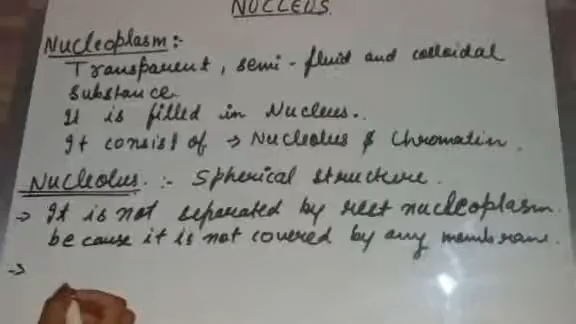 NUCLEUS.
Nucleoplasm:-
Transparent, semi-fluid and colloidal
substance
It is filled in Nucleus..
It consist of → Nucleolus & Chromatin.
Nucleolus. :- Spherical structure.
→ It is not separated by rest nucleoplasm.
because it is not covered by any membrane.
→